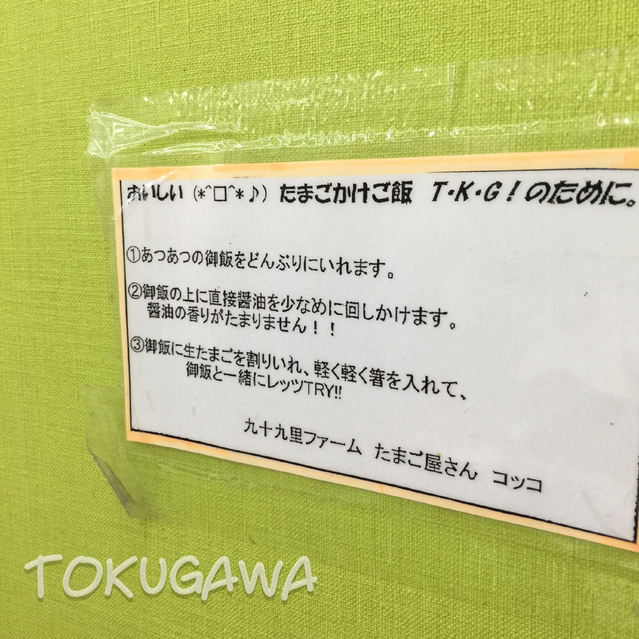 おいしい (*^□^*♪) たまごかけご飯 T・K・G!のために。
①あつあつの御飯をどんぶりにいれます。
②御飯の上に直接醤油を少なめに回しかけます。
醤油の香りがたまりません!!
③御飯に生たまごを割りいれ、軽く軽く箸を入れて、
御飯と一緒にレッツTRY!!
九十九里ファーム たまご屋さん コッコ
TOKUGAWA